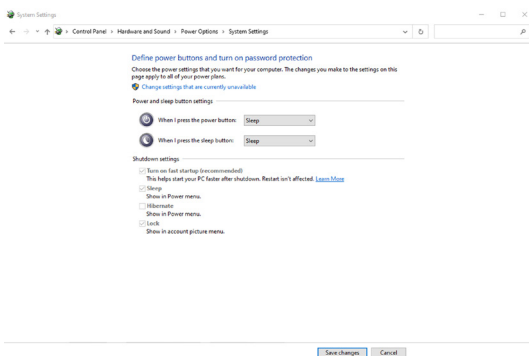 System Settings
Control Panel > Hardware and Sound > Power Options > System Settings
Define power buttons and turn on password protection
Choose the power settings that you want for your computer. The changes you make to the settings on this
page apply to all of your power plans.
Change settings that are currently unavailable
Power and sleep button settings
When I press the power button: Sleep
When I press the sleep button: Sleep
Shutdown settings
Turn on fast startup (recommended)
This helps start your PC faster after shutdown. Restart isn't affected. Learn More
Sleep
Show in Power menu.
Hibernate
Show in Power menu.
Lock
Show in account picture menu.
Save changes Cancel